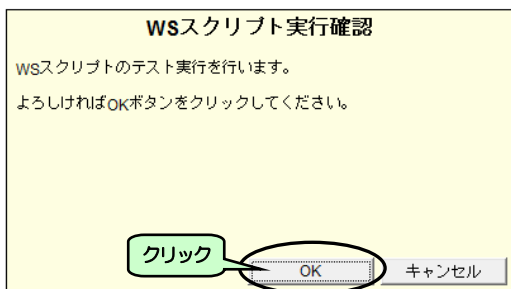 WSスクリプト実行確認
WSスクリプトのテスト実行を行います。
よろしければOKボタンをクリックしてください。
クリック
OK
キャンセル